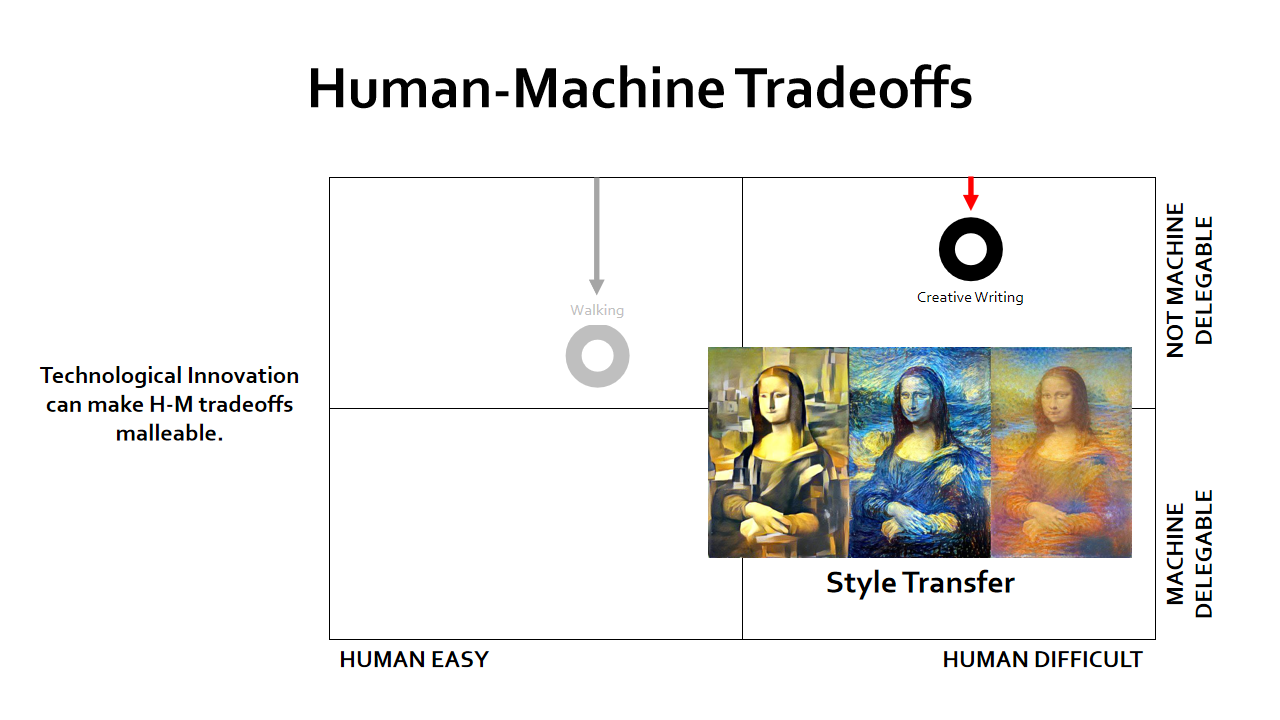 Human-Machine Tradeoffs
NOT MACHINE
DELEGABLE
Creative Writing
Walking
Technological Innovation
can make H-M tradeoffs
malleable.
MACHINE
DELEGABLE
Style Transfer
HUMAN EASY
HUMAN DIFFICULT